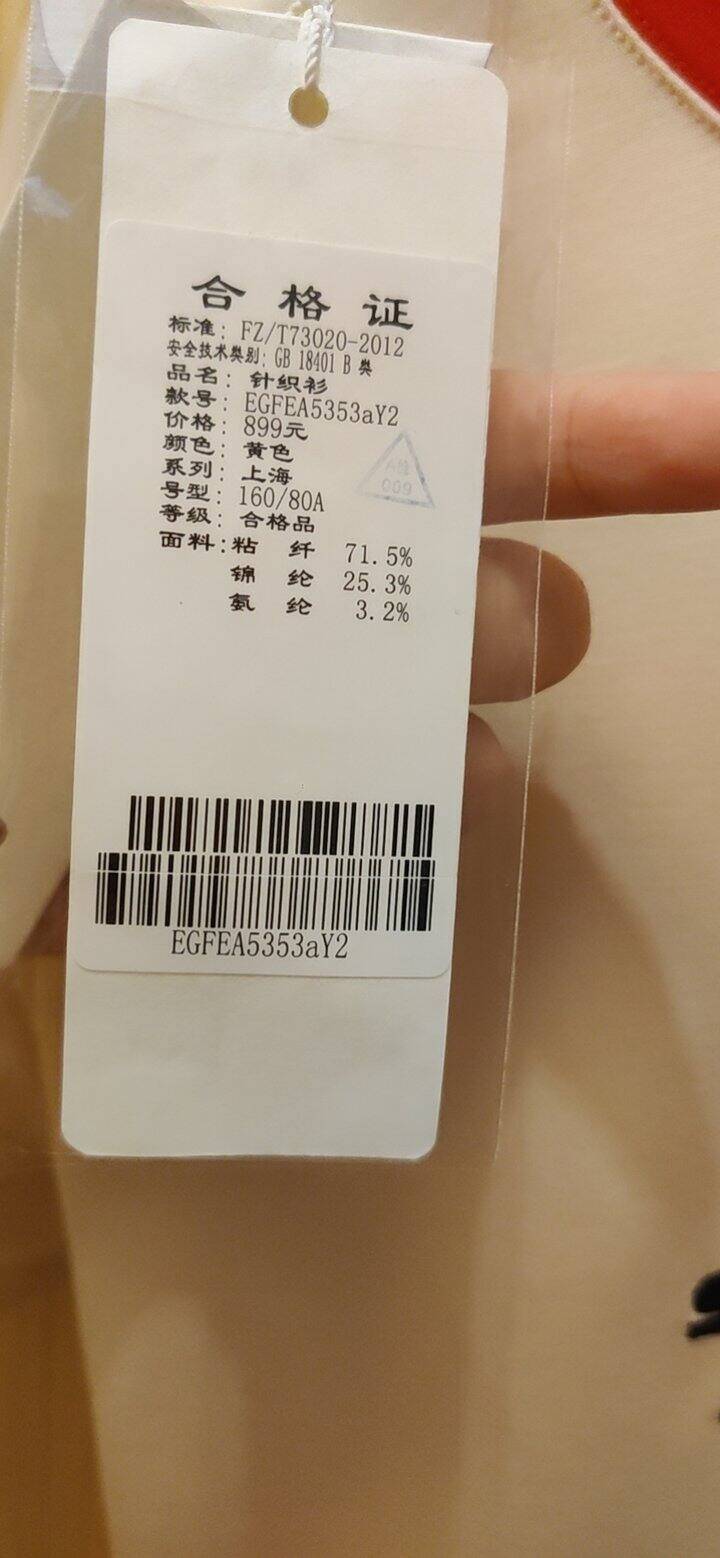 合格证
标准: FZ/T73020-2012
安全技术类别: GB 18401 B 类
品名: 针织衫
款号: EGFEA5353aY2
价格: 899元
颜色: 黄色
系列: 上海
号型: 160/80A
等级: 合格品
面料: 粘 纤 71.5%
锦 纶 25.3%
氨 纶 3.2%
009
EGFEA5353aY2